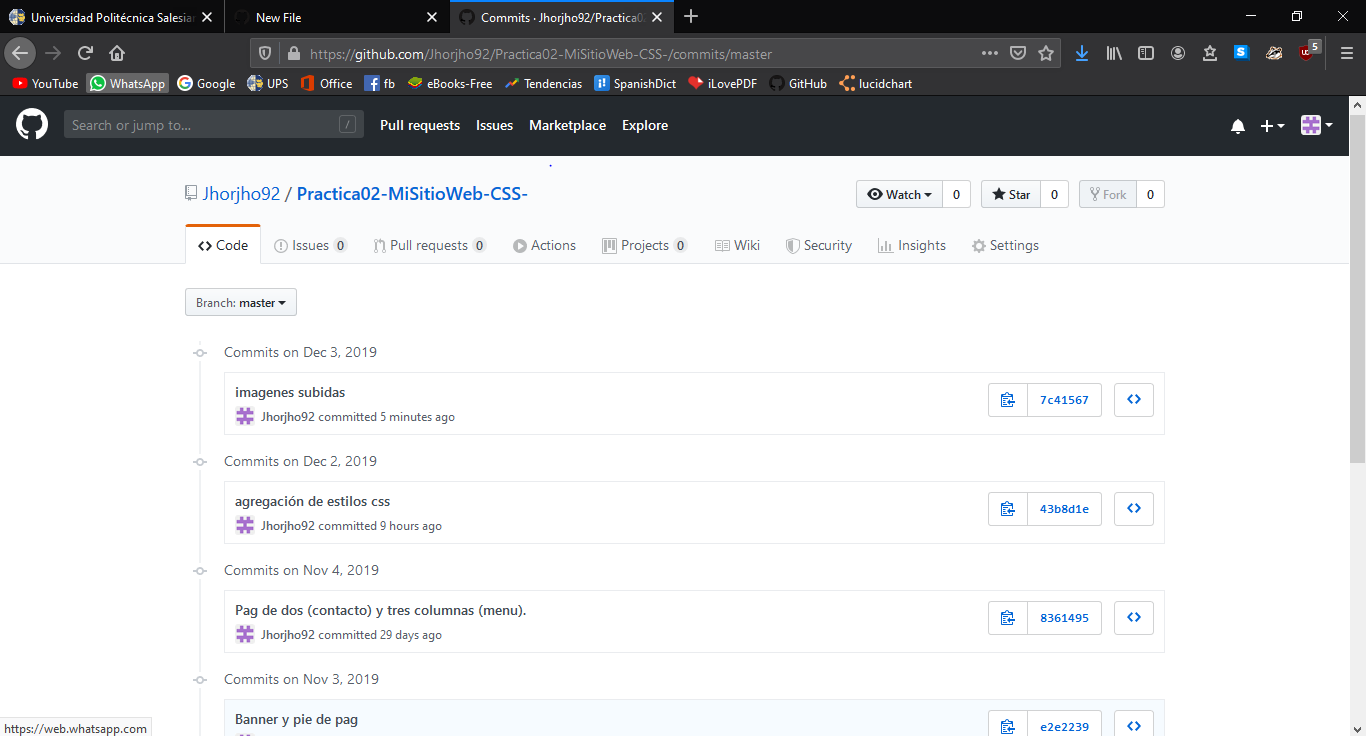 Universidad Politécnica Salesia
New File
Commits · Jhorjho92/Practica02
https://github.com/Jhorjho92/Practica02-MiSitioWeb-CSS-/commits/master
5
YouTube WhatsApp Google UPS Office fb eBooks-Free Tendencias SpanishDict iLovePDF GitHub lucidchart
Search or jump to... /
Pull requests Issues Marketplace Explore
Jhorjho92 / Practica02-MiSitioWeb-CSS-
Watch 0 Star 0 Fork 0
Code Issues 0 Pull requests 0 Actions Projects 0 Wiki Security Insights Settings
Branch: master
Commits on Dec 3, 2019
imagenes subidas
Jhorjho92 committed 5 minutes ago
7c41567
Commits on Dec 2, 2019
agregación de estilos css
Jhorjho92 committed 9 hours ago
43b8d1e
Commits on Nov 4, 2019
Pag de dos (contacto) y tres columnas (menu).
Jhorjho92 committed 29 days ago
8361495
Commits on Nov 3, 2019
Banner y pie de pag
e2e2239
https://web.whatsapp.com